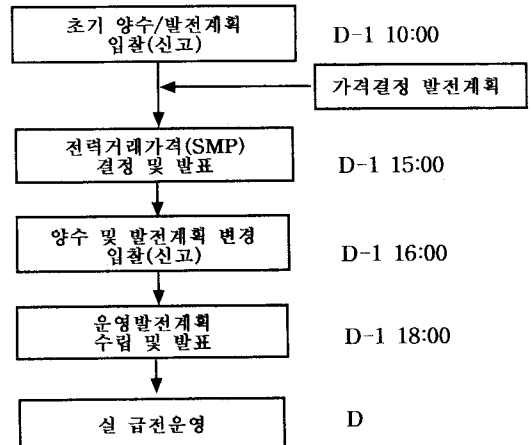 초기 양수/발전계획
입찰(신고)
D-1 10:00
가격결정 발전계획
전력거래가격(SMP)
결정 및 발표
D-1 15:00
양수 및 발전계획 변경
입찰(신고)
D-1 16:00
운영발전계획
수립 및 발표
D-1 18:00
실 급전운영
D